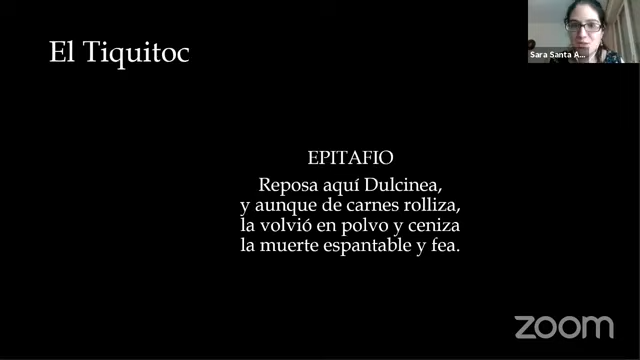 El Tiquitoc
Sara Santa A...
EPITAFIO
Reposa aquí Dulcinea,
y aunque de carnes rolliza,
la volvió en polvo y ceniza
la muerte espantable y fea.
zoom